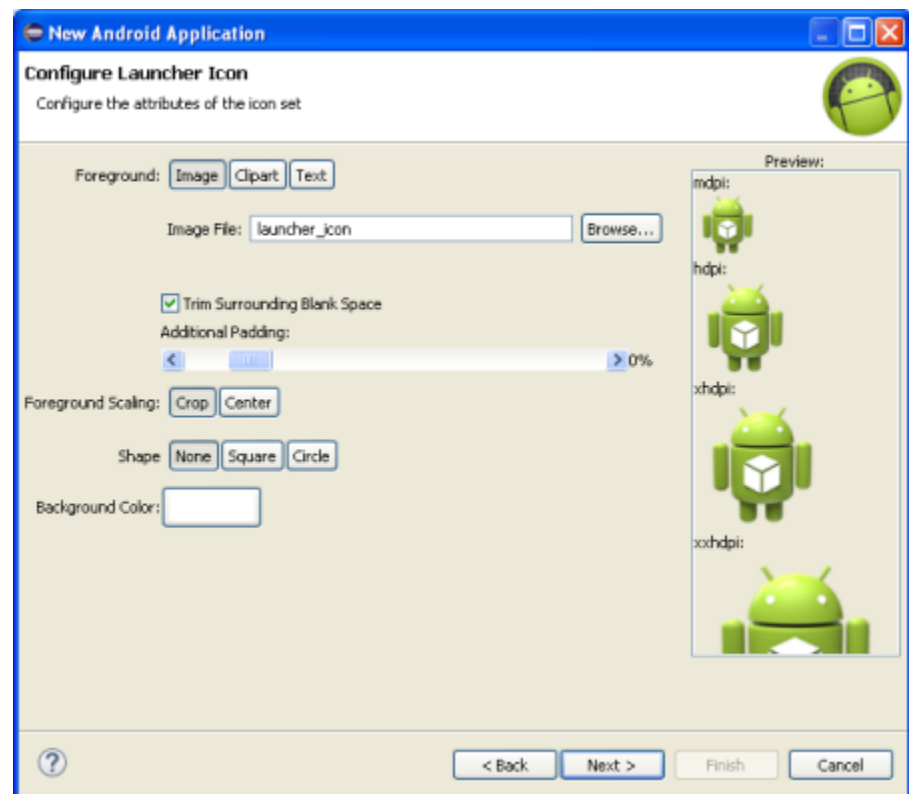 New Android Application
Configure Launcher Icon
Configure the attributes of the icon set
Foreground: Image Clipart Text
Image File: launcher_icon Browse...
Trim Surrounding Blank Space
Additional Padding:
0%
Foreground Scaling: Crop Center
Shape None Square Circle
Background Color:
Preview:
mdpi:
hdpi:
xhdpi:
xxhdpi:
? < Back Next > Finish Cancel